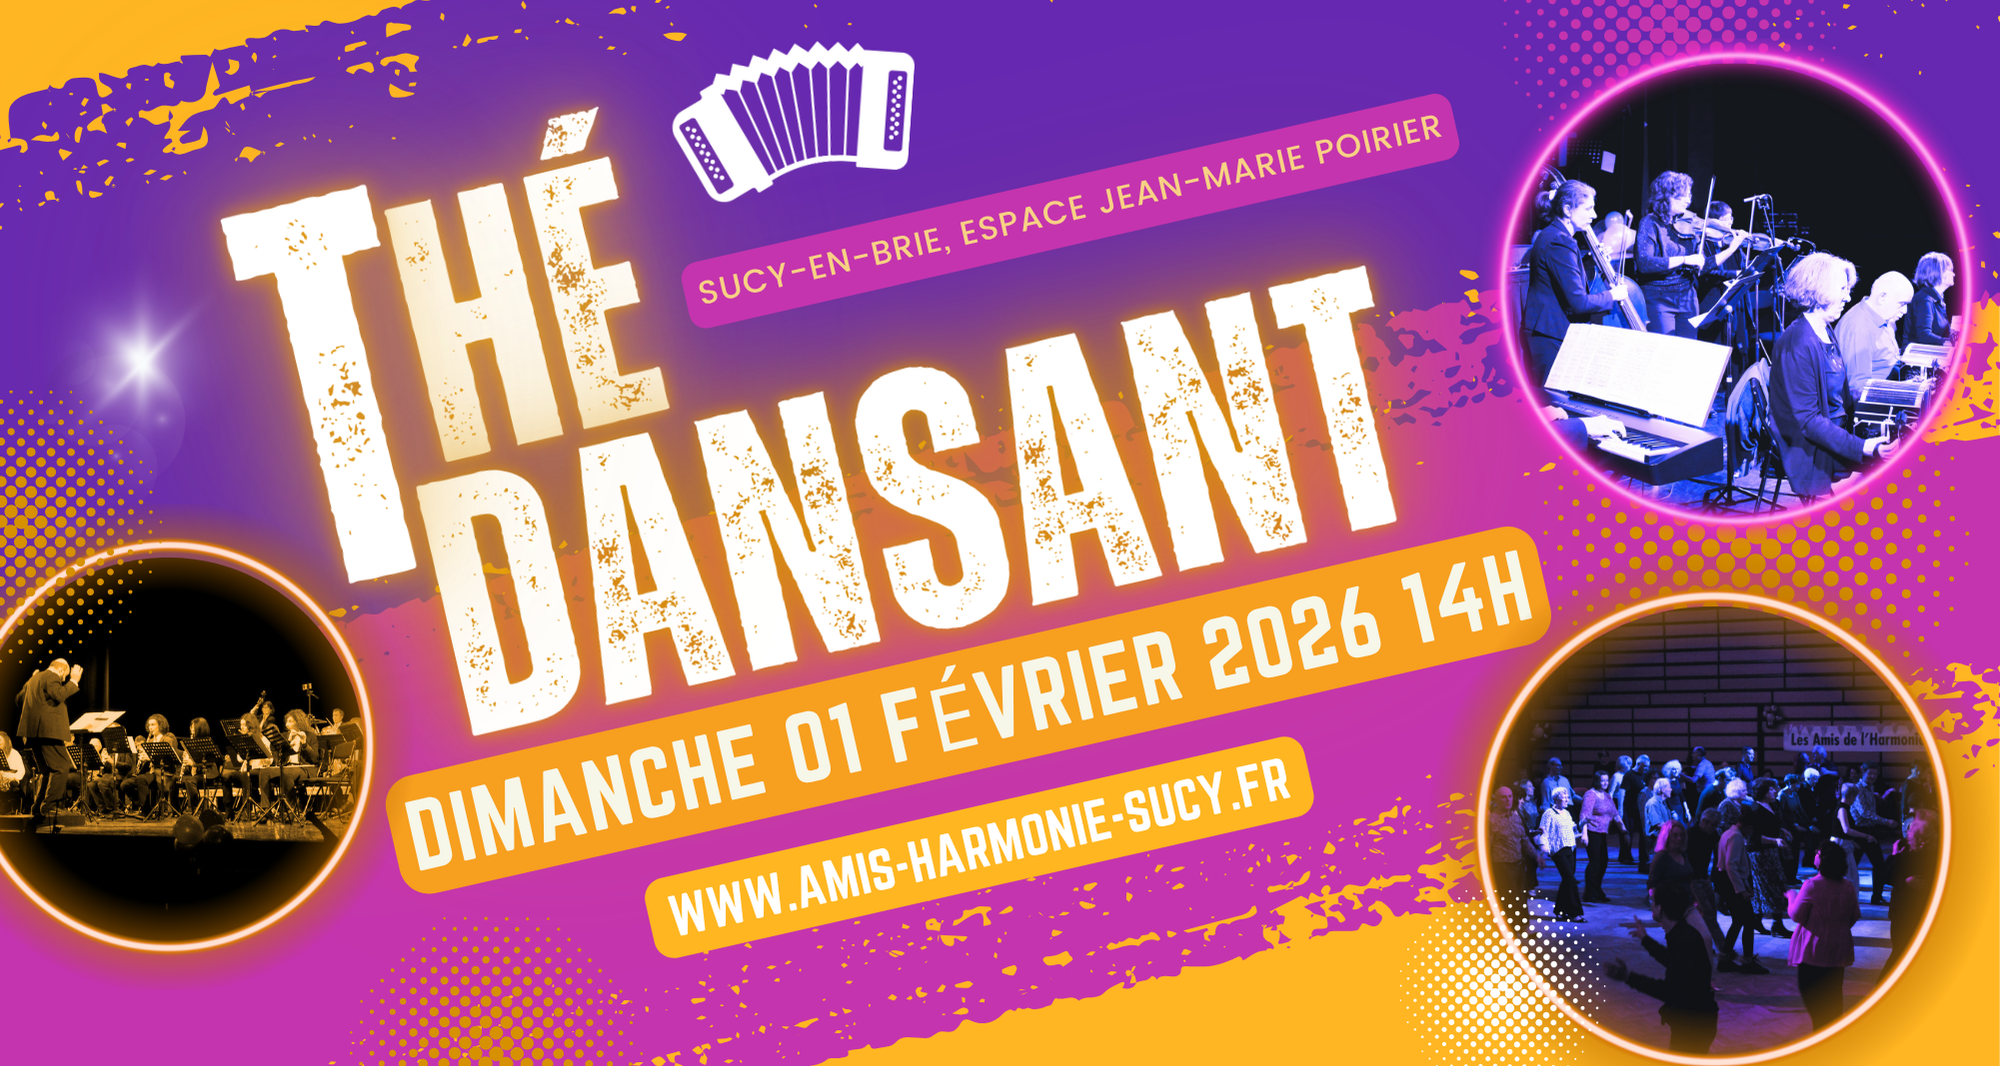 THÉ
DANSANT
SUCY-EN-BRIE, ESPACE JEAN-MARIE POIRIER
DIMANCHE 01 FÉVRIER 2026 14H
WWW.AMIS-HARMONIE-SUCY.FR
Les Amis de l'Harmonie